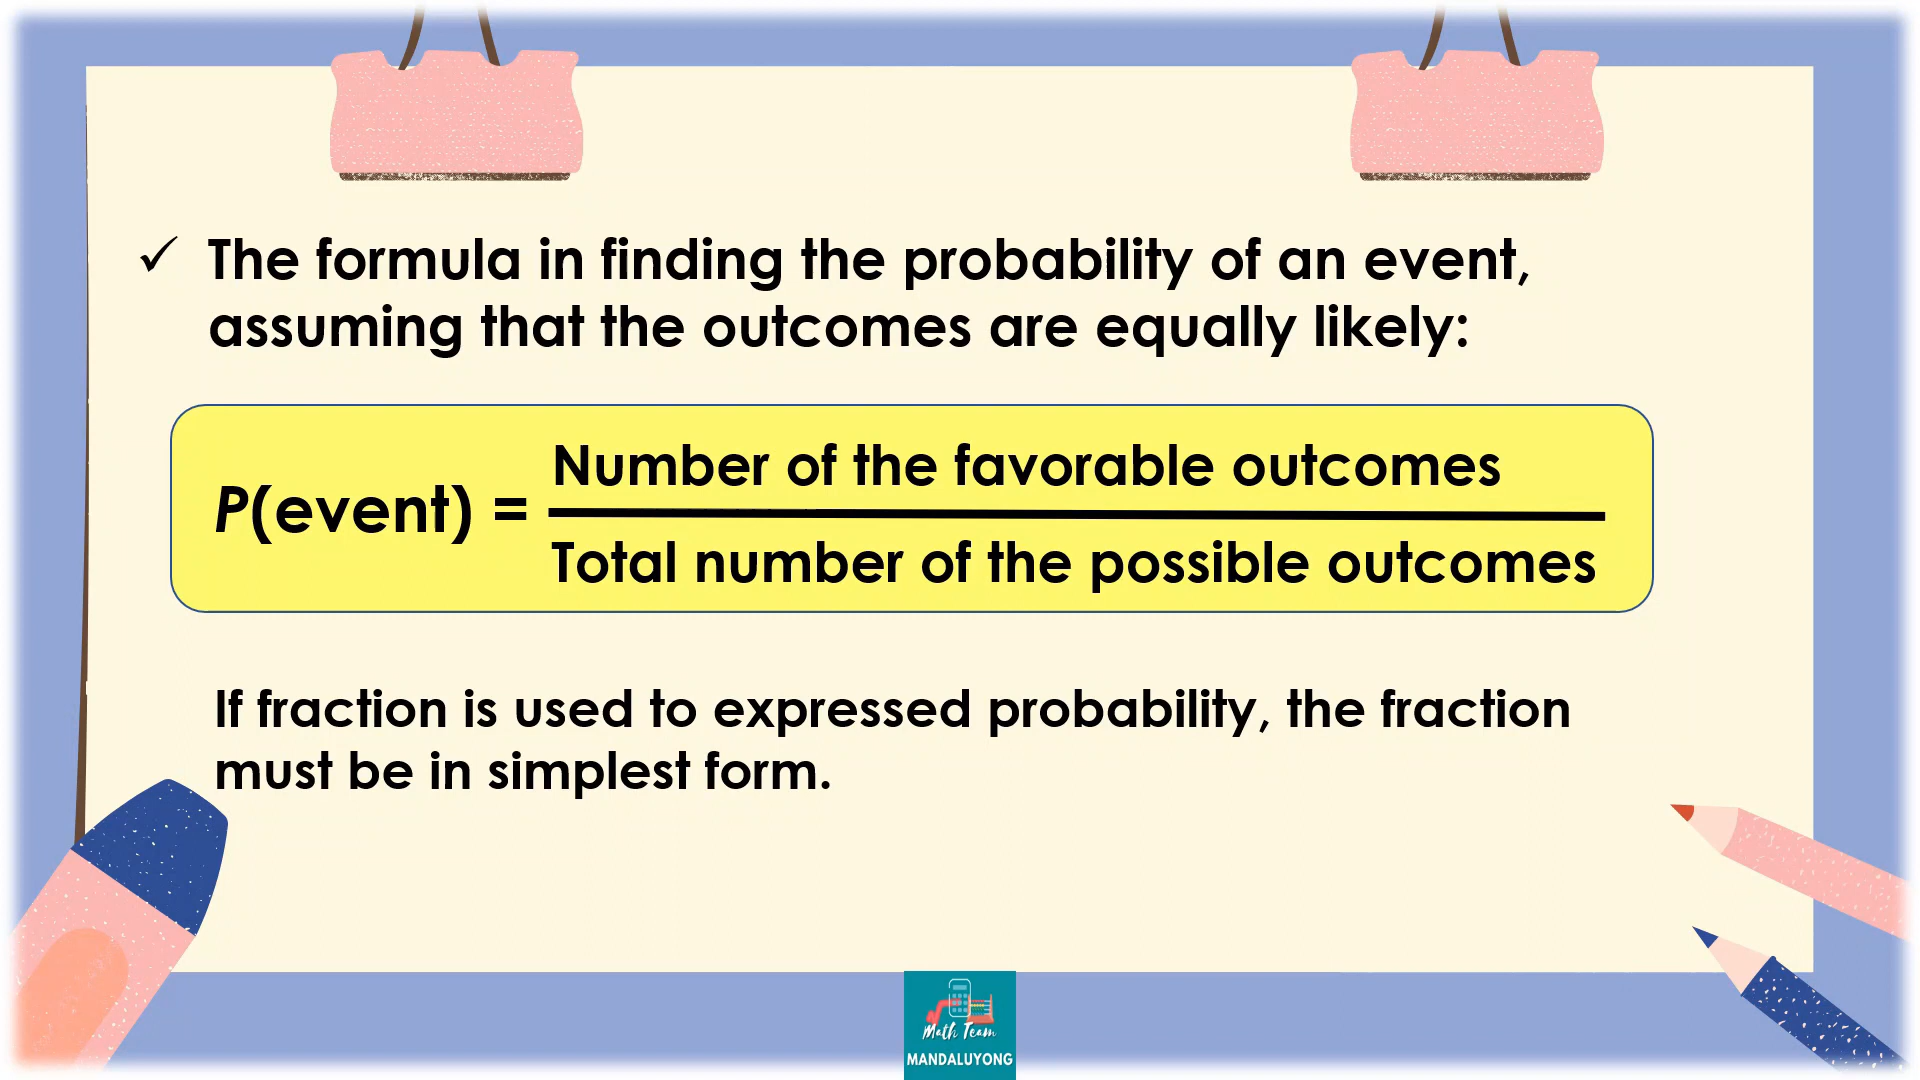 ✓ The formula in finding the probability of an event,
assuming that the outcomes are equally likely:
P(event) =
Number of the favorable outcomes
Total number of the possible outcomes
If fraction is used to expressed probability, the fraction
must be in simplest form.
Math Team
MANDALUYONG